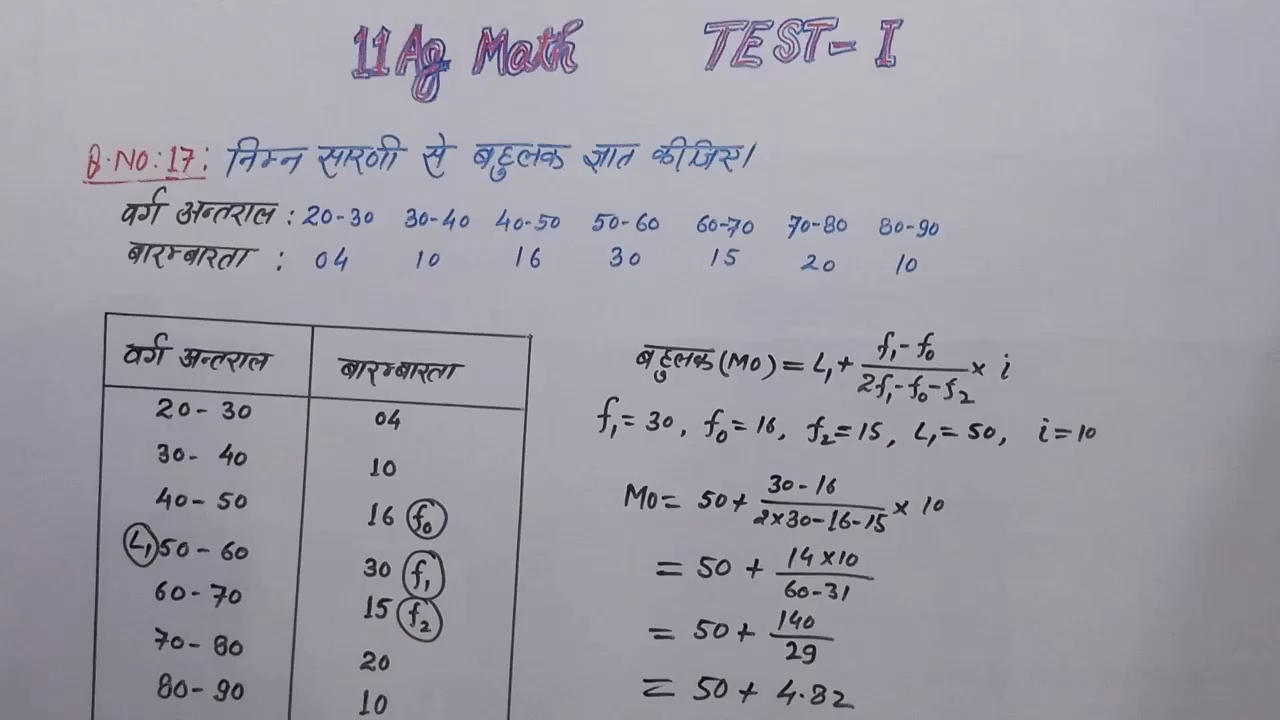 11 Ag Math TEST- I
Q.NO:17: निम्न सारणी से बहुलक ज्ञात कीजिए।
वर्ग अन्तराल : 20-30 30-40 40-50 50-60 60-70 70-80 80-90
बारम्बारता : 04 10 16 30 15 20 10
वर्ग अन्तराल बारम्बारता
20-30 04
30-40 10
40-50 16 f₀
L₁ 50-60 30 f₁
60-70 15 f₂
70-80 20
80-90 10
बहुलक (Mo) = L₁ + (f₁-f₀)/(2f₁-f₀-f₂) × i
f₁=30, f₀=16, f₂=15, L₁=50, i=10
Mo = 50 + (30-16)/(2×30-16-15) × 10
= 50 + (14×10)/(60-31)
= 50 + 140/29
= 50 + 4.82